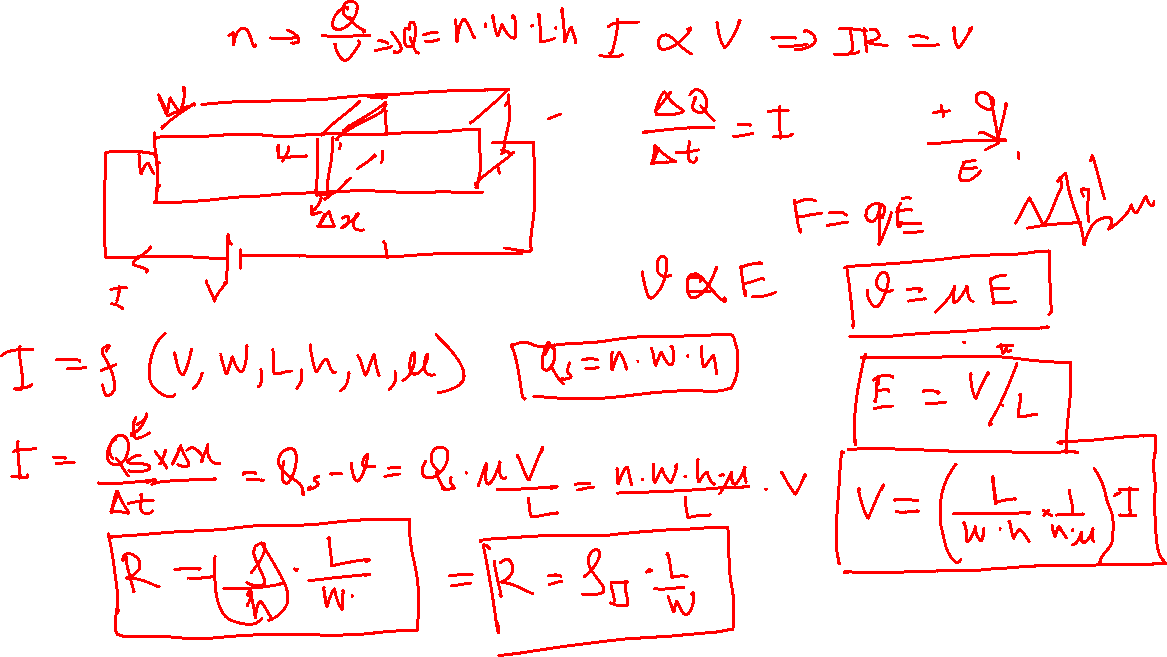 n → Q/V ⇒ Q = n·W·L·h
I ∝ V ⇒ IR = V
W
h
Δx
I
V
ΔQ/Δt = I
+ q
E
F = qE
v ∝ E
v = μE
I = f (V, W, L, h, n, μ)
Qs = n·W·h
E = V/L
I = Qs × Δx / Δt = Qs·v = Qs·μ V/L = n·W·h·μ / L · V
V = (L/W·h × 1/n·μ) I
R = (ρ/h) · L/W = R = ρ□ · L/W